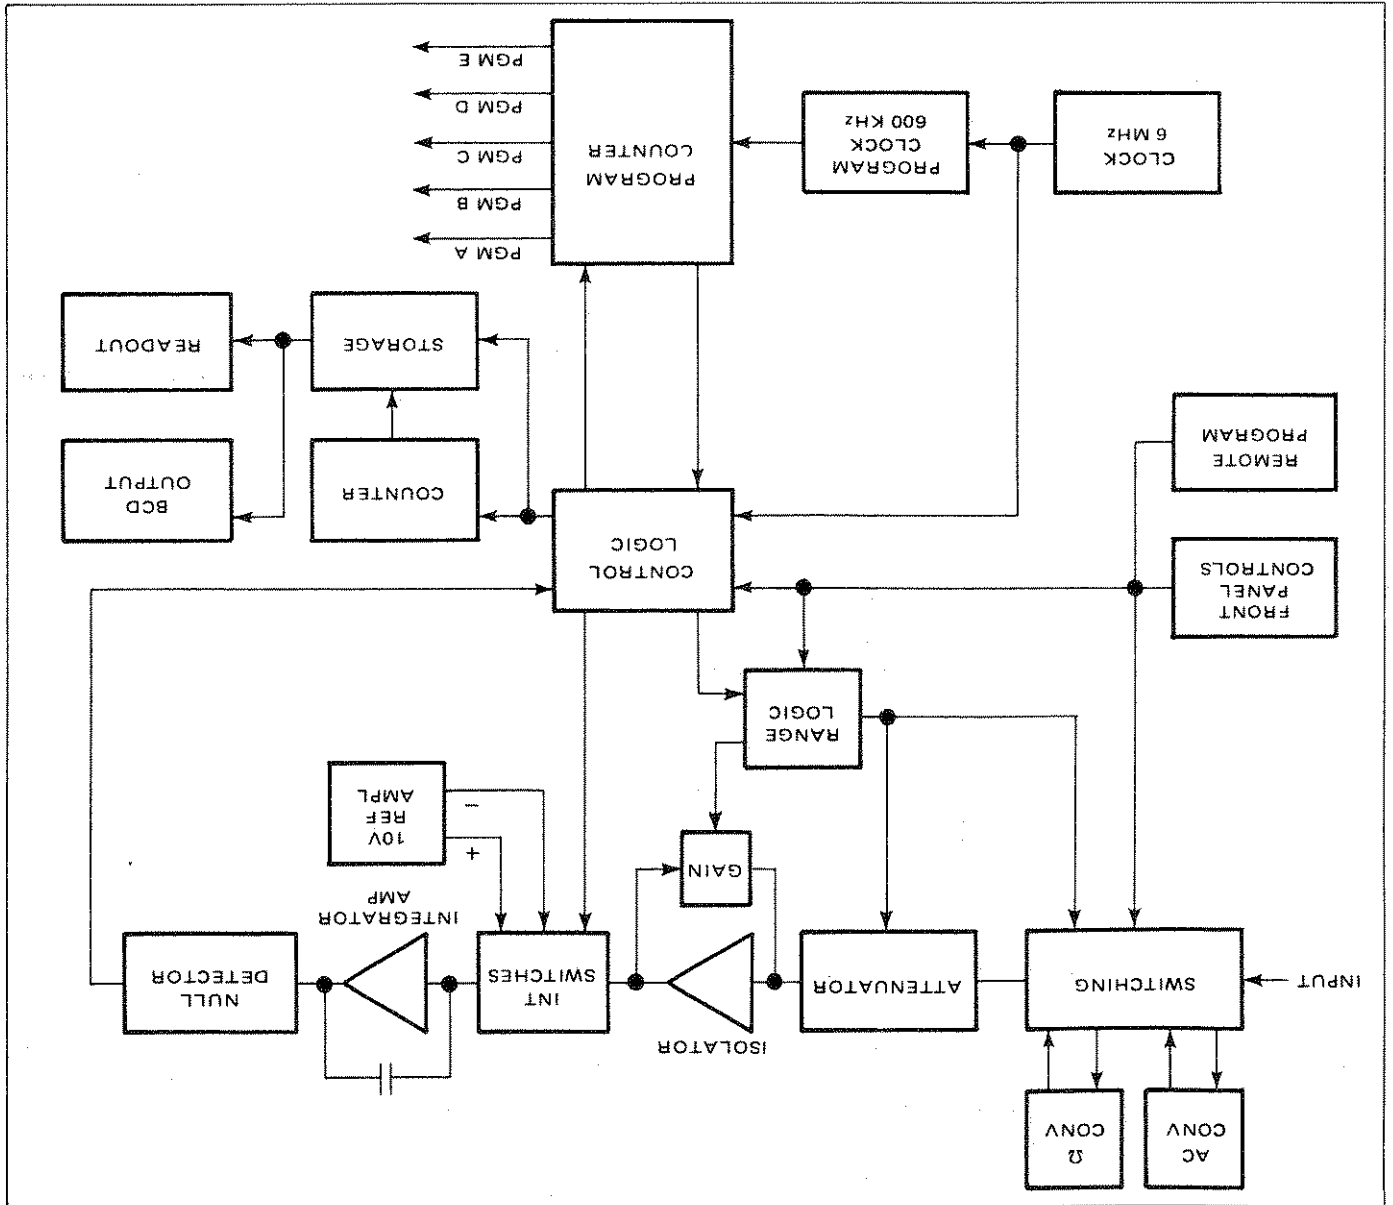 AC
CONV
Ω
CONV
INPUT
SWITCHING
ATTENUATOR
ISOLATOR
GAIN
INT
SWITCHES
INTEGRATOR
AMP
NULL
DETECTOR
10V
REF
AMPL
+
−
RANGE
LOGIC
FRONT
PANEL
CONTROLS
REMOTE
PROGRAM
CONTROL
LOGIC
COUNTER
BCD
OUTPUT
STORAGE
READOUT
CLOCK
6 MHz
PROGRAM
CLOCK
600 KHz
PROGRAM
COUNTER
PGM A
PGM B
PGM C
PGM D
PGM E